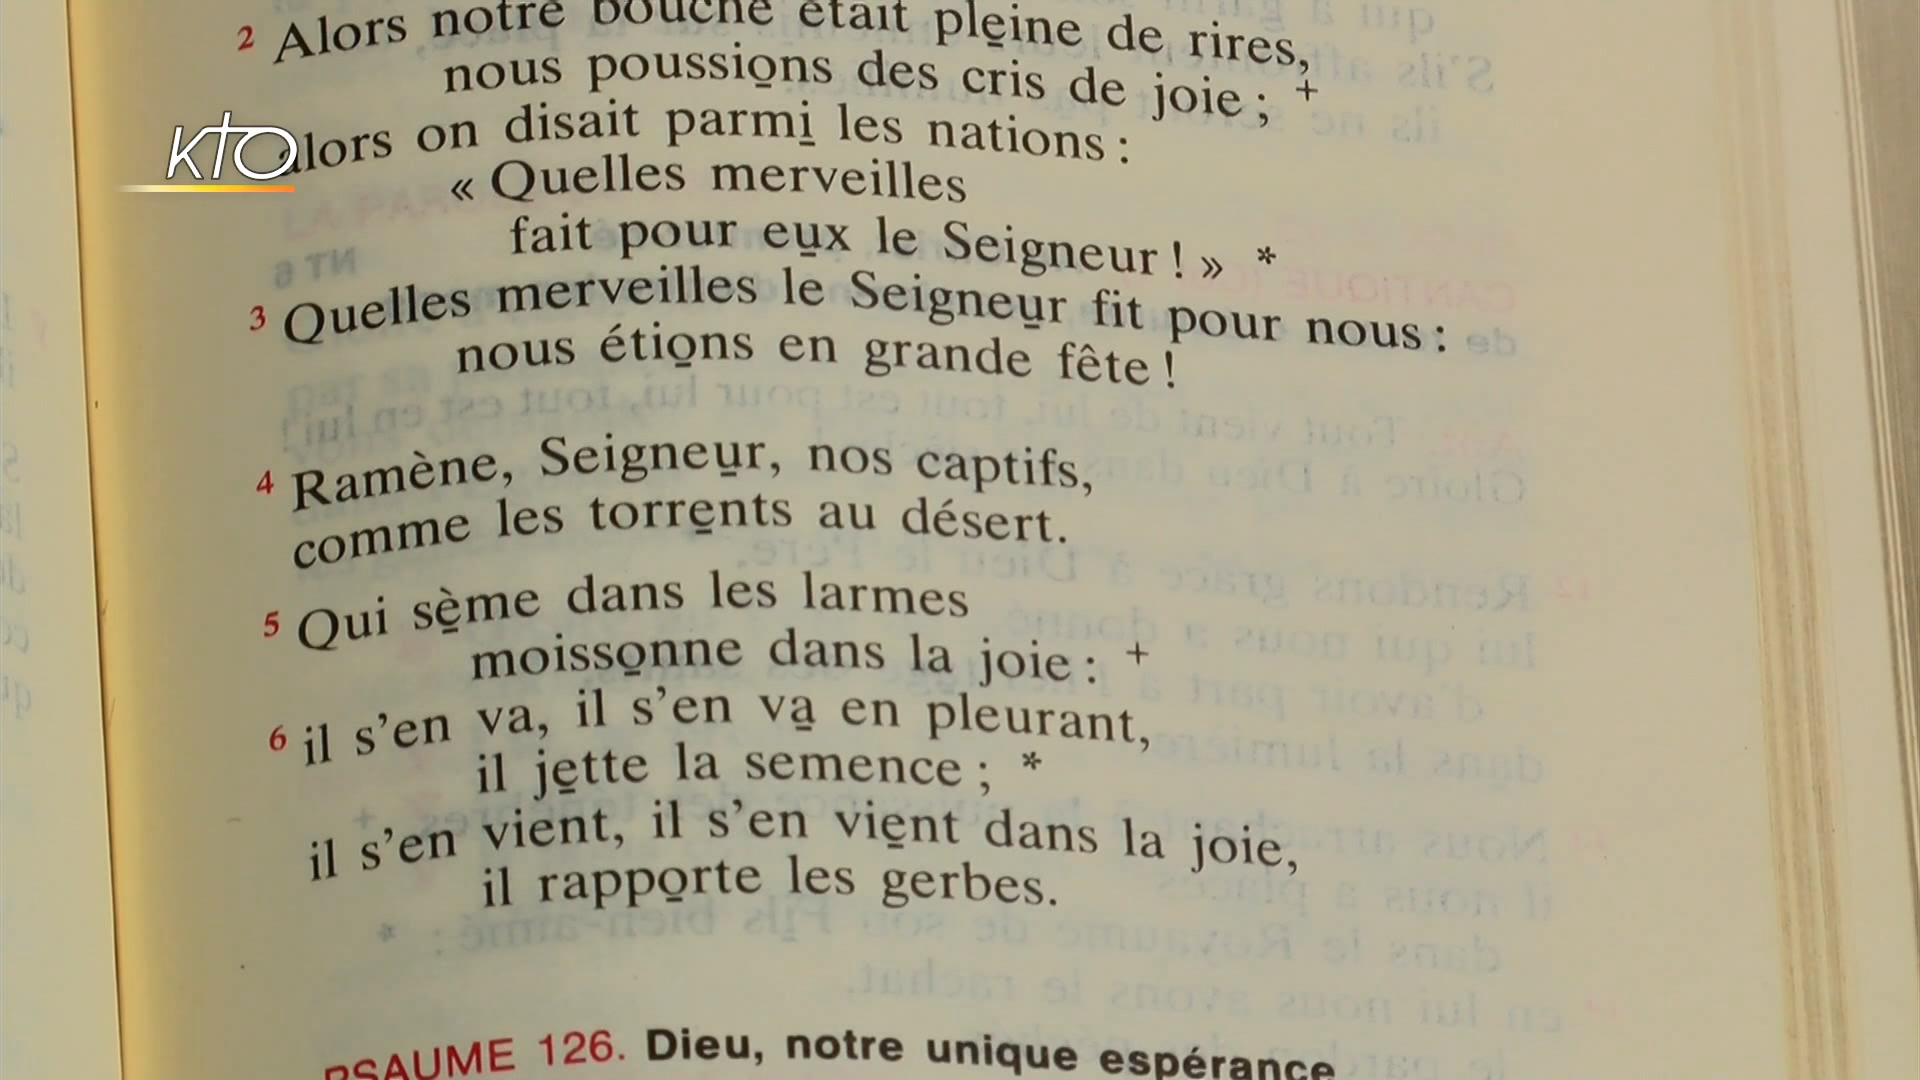 2 Alors notre bouche était pleine de rires,
nous poussions des cris de joie ; +
alors on disait parmi les nations :
« Quelles merveilles
fait pour eux le Seigneur ! » *
3 Quelles merveilles le Seigneur fit pour nous :
nous étions en grande fête !
4 Ramène, Seigneur, nos captifs,
comme les torrents au désert.
5 Qui sème dans les larmes
moissonne dans la joie : +
6 il s'en va, il s'en va en pleurant,
il jette la semence ; *
il s'en vient, il s'en vient dans la joie,
il rapporte les gerbes.
PSAUME 126. Dieu, notre unique espérance
KTO